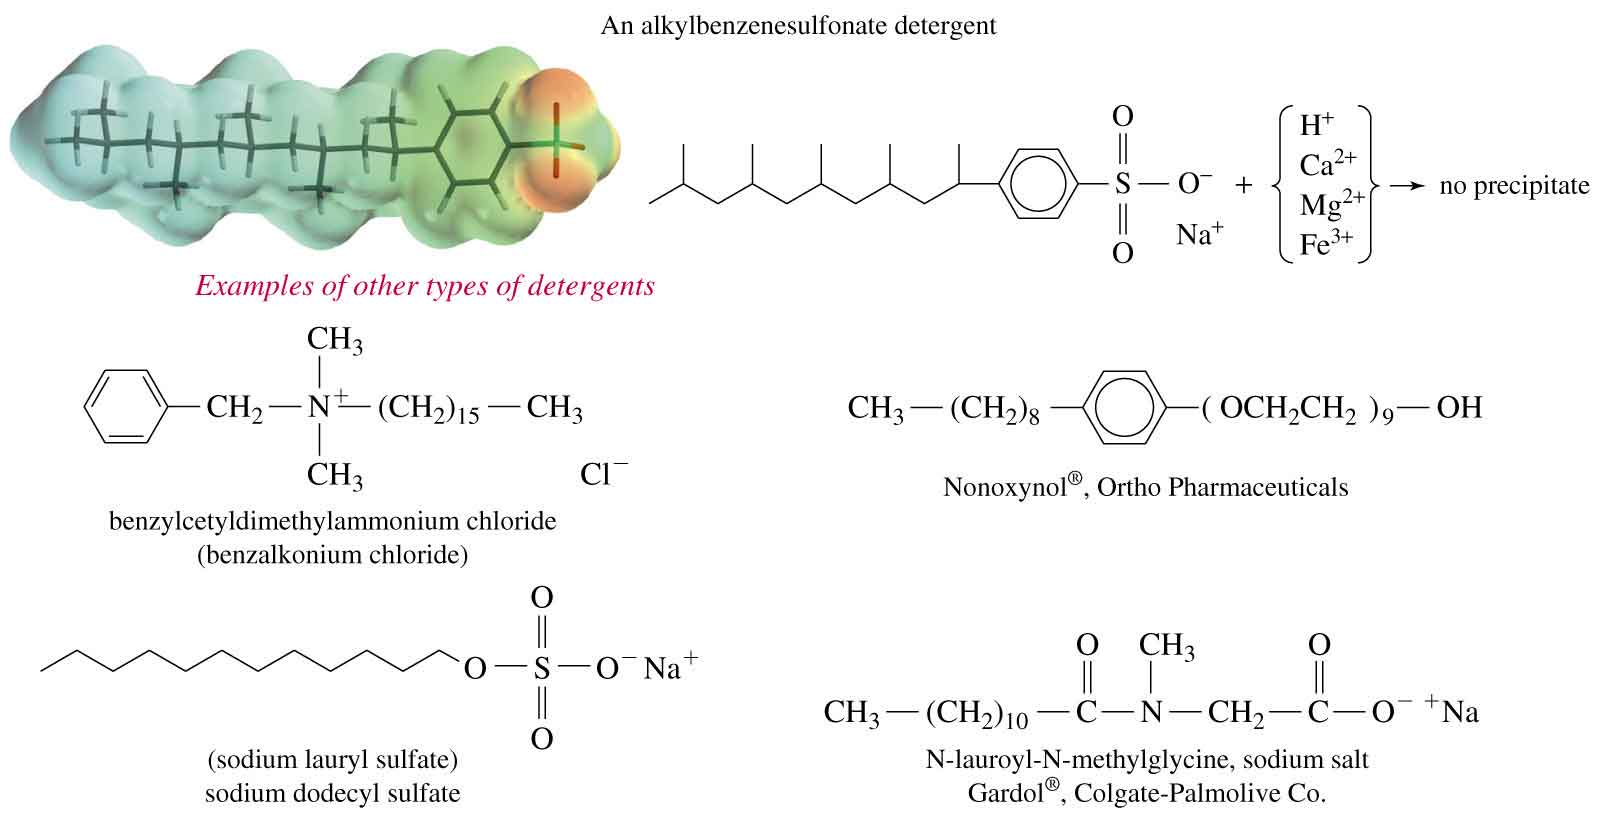 An alkylbenzenesulfonate detergent
O
S
O⁻
O
Na⁺
+
H⁺
Ca²⁺
Mg²⁺
Fe³⁺
no precipitate
Examples of other types of detergents
CH₃
CH₂ N⁺ (CH₂)₁₅ CH₃
CH₃
Cl⁻
benzylcetyldimethylammonium chloride
(benzalkonium chloride)
CH₃ (CH₂)₈ ( OCH₂CH₂ )₉ OH
Nonoxynol®, Ortho Pharmaceuticals
O
O S O⁻ Na⁺
O
(sodium lauryl sulfate)
sodium dodecyl sulfate
O CH₃ O
CH₃ (CH₂)₁₀ C N CH₂ C O⁻ ⁺Na
N-lauroyl-N-methylglycine, sodium salt
Gardol®, Colgate-Palmolive Co.